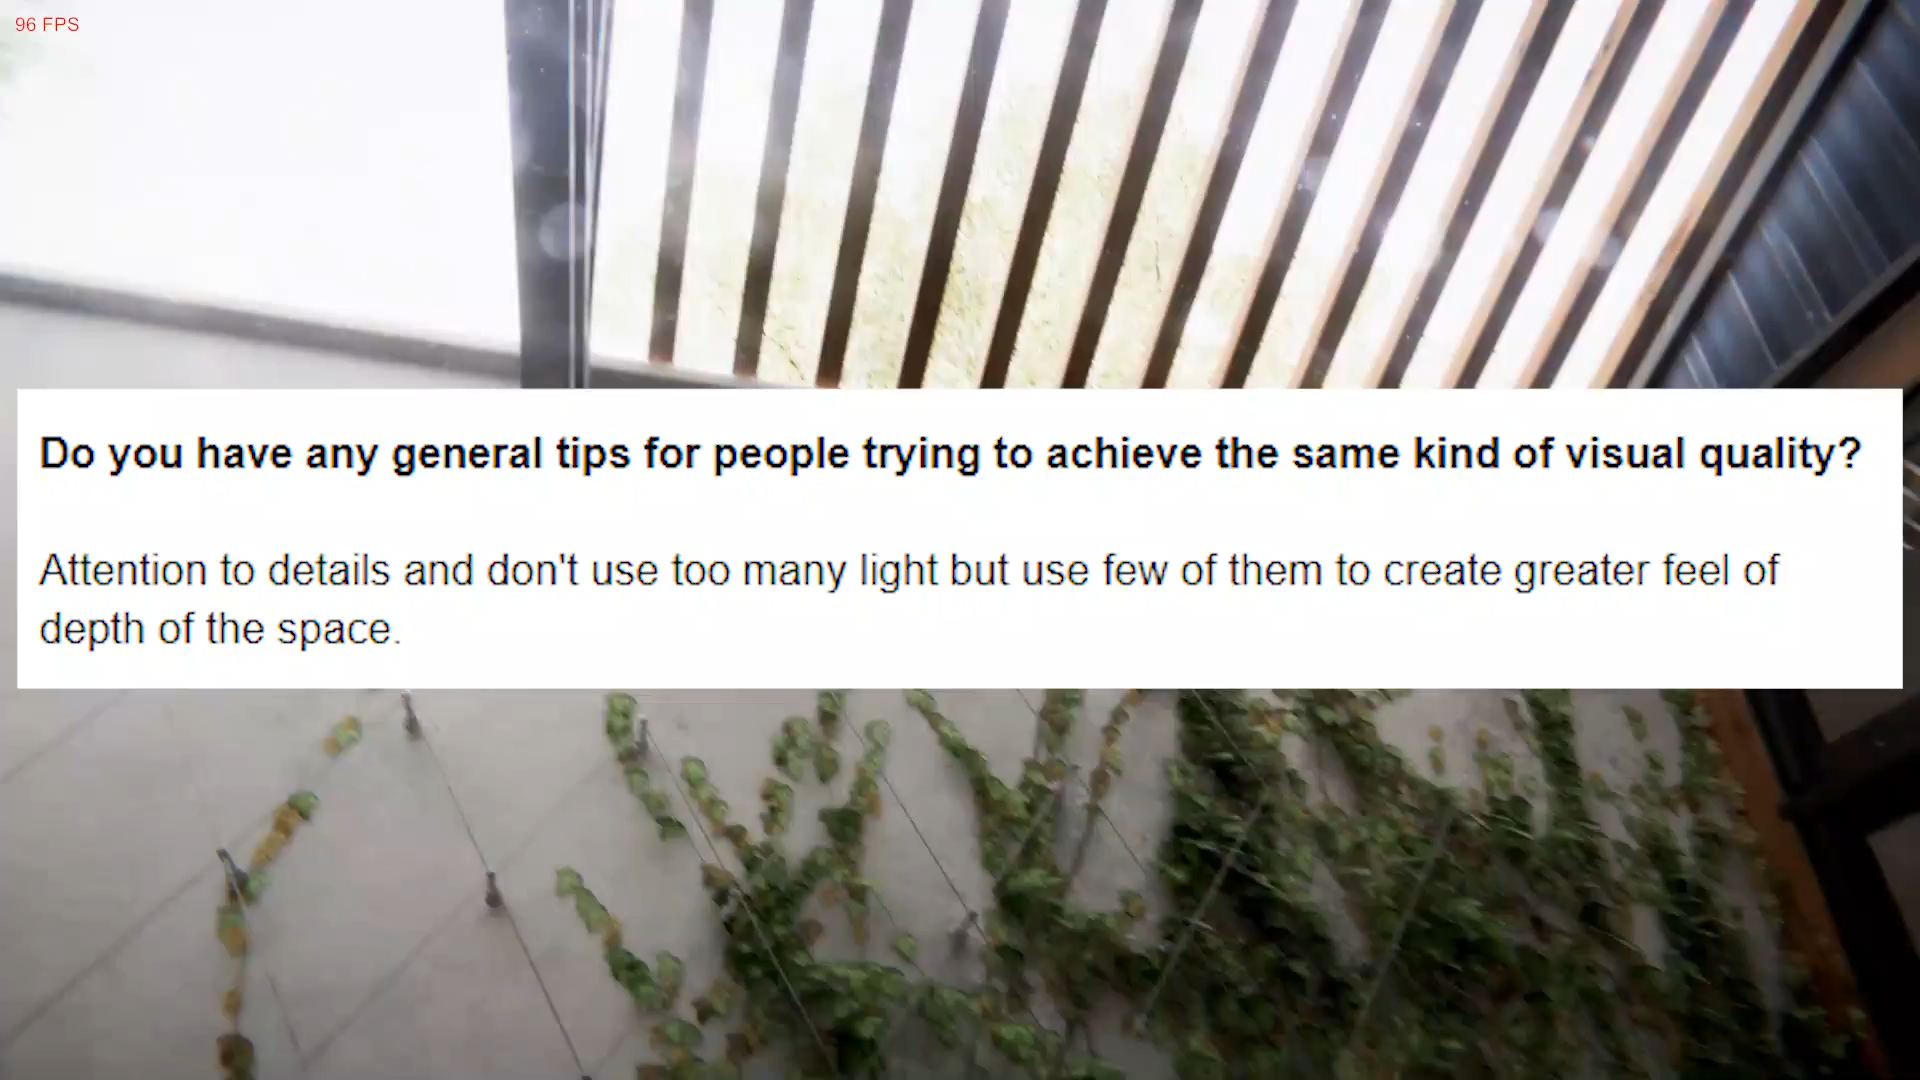 96 FPS
Do you have any general tips for people trying to achieve the same kind of visual quality?
Attention to details and don't use too many light but use few of them to create greater feel of
depth of the space.